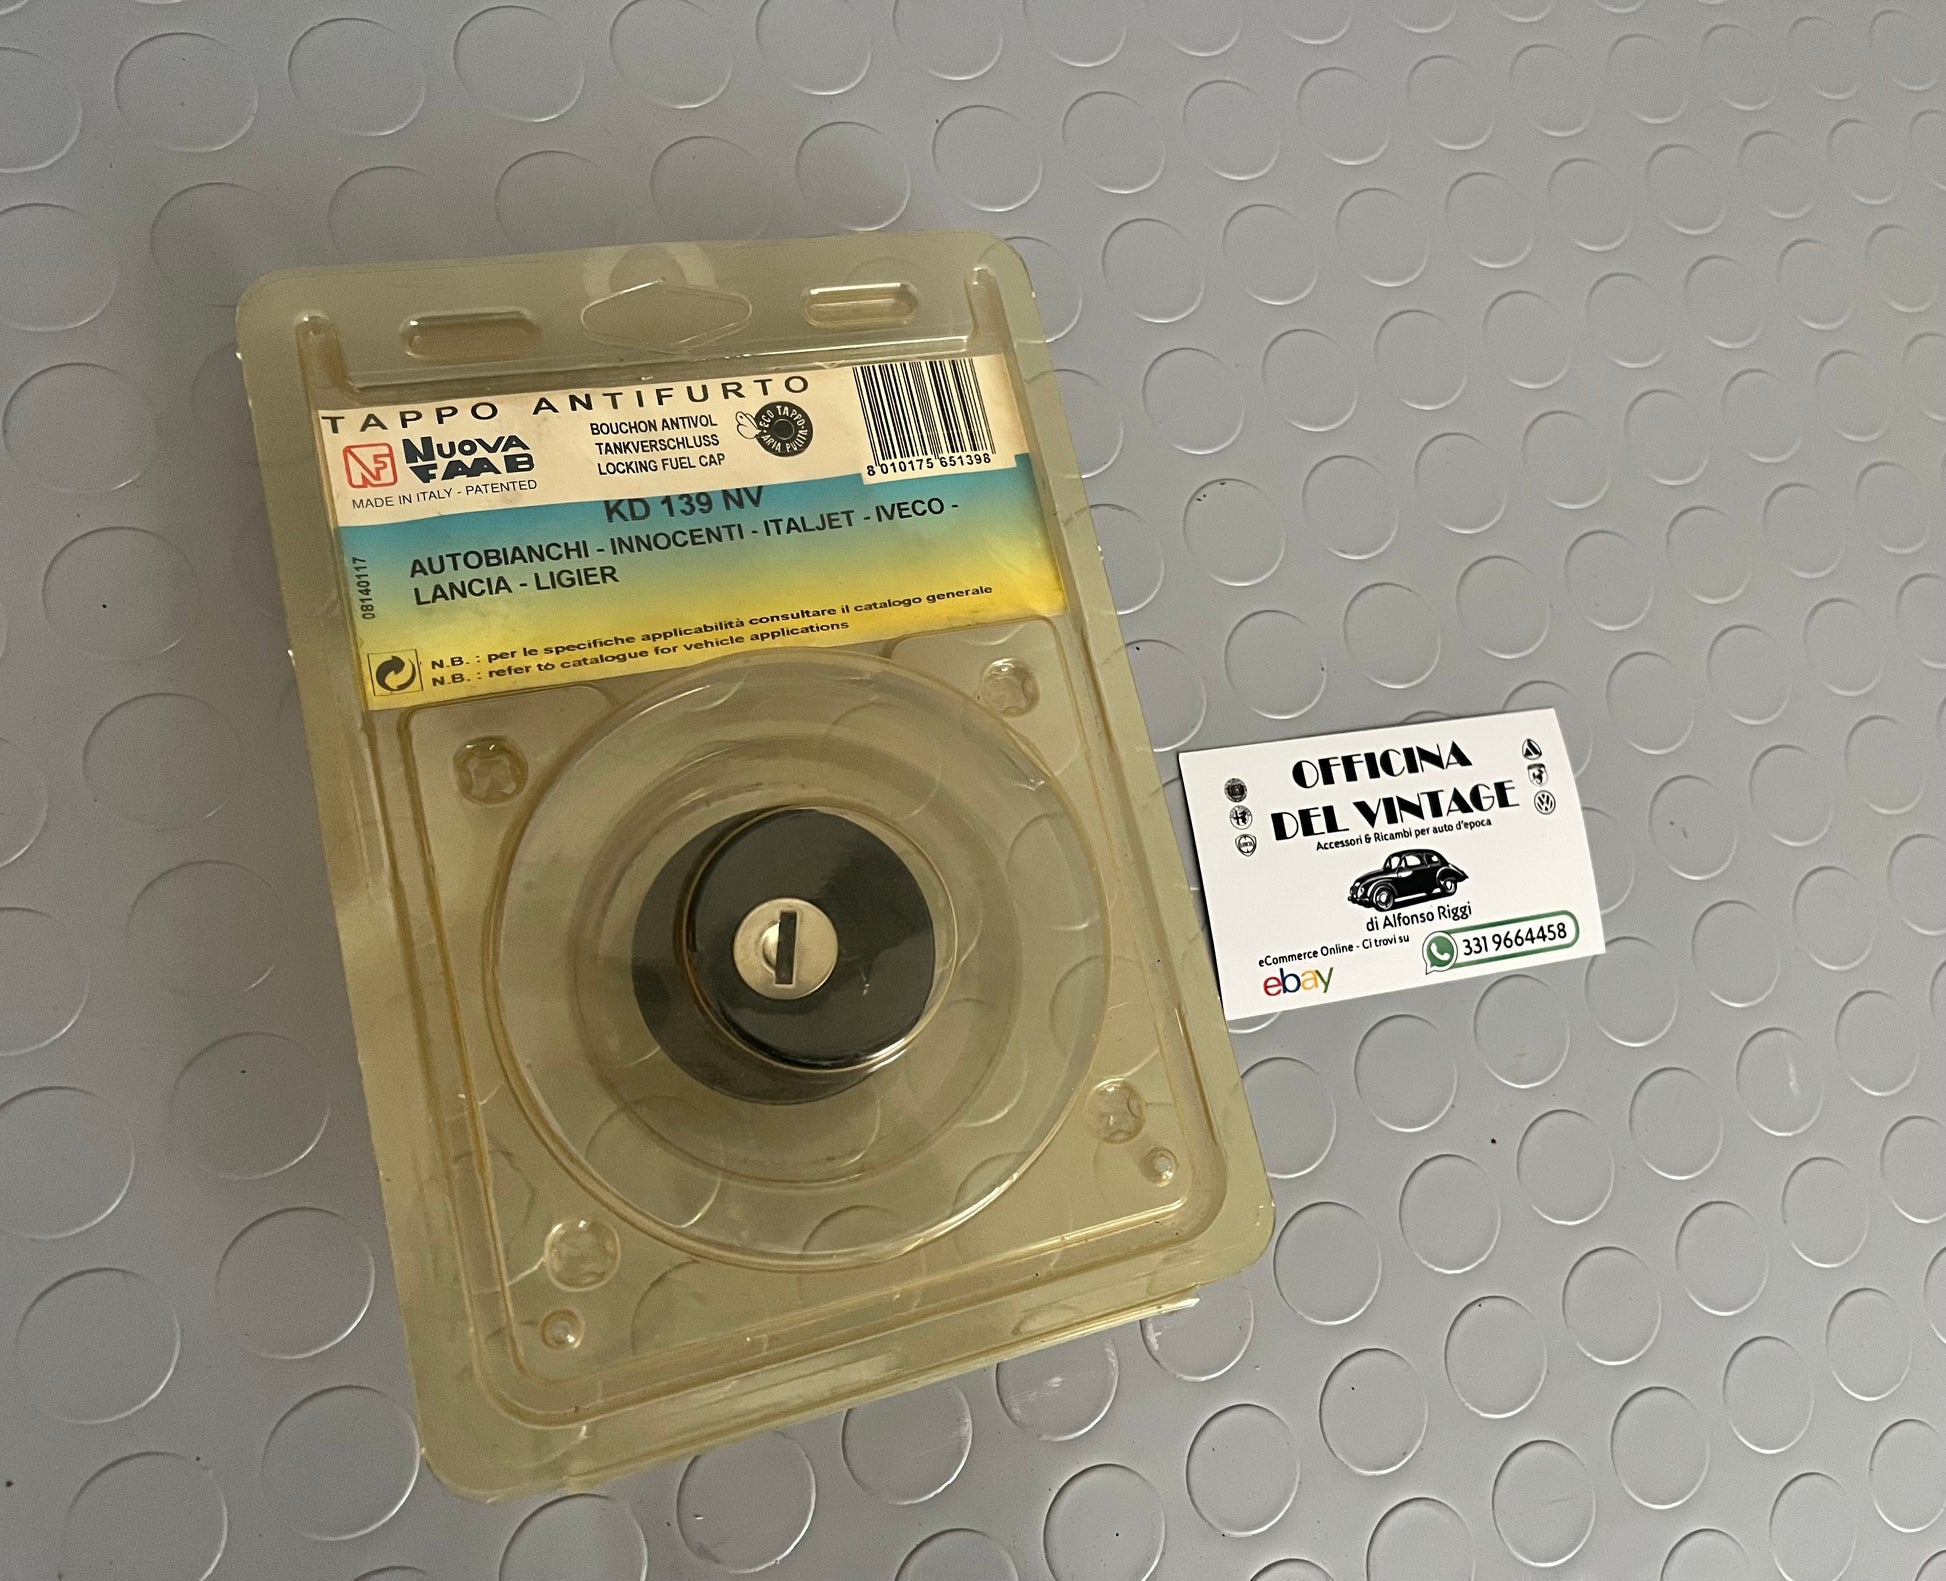 TAPPO ANTIFURTO
NF NUOVA
FAAB
MADE IN ITALY - PATENTED
BOUCHON ANTIVOL
TANKVERSCHLUSS
LOCKING FUEL CAP
ECO TAPPO
ARIA PULITA
8 010175 651398
KD 139 NV
AUTOBIANCHI - INNOCENTI - ITALJET - IVECO -
LANCIA - LIGIER
08140117
N.B. : per le specifiche applicabilità consultare il catalogo generale
N.B. : refer to catalogue for vehicle applications
OFFICINA
DEL VINTAGE
Accessori & Ricambi per auto d'epoca
di Alfonso Riggi
eCommerce Online - Ci trovi su
ebay
331 9664458